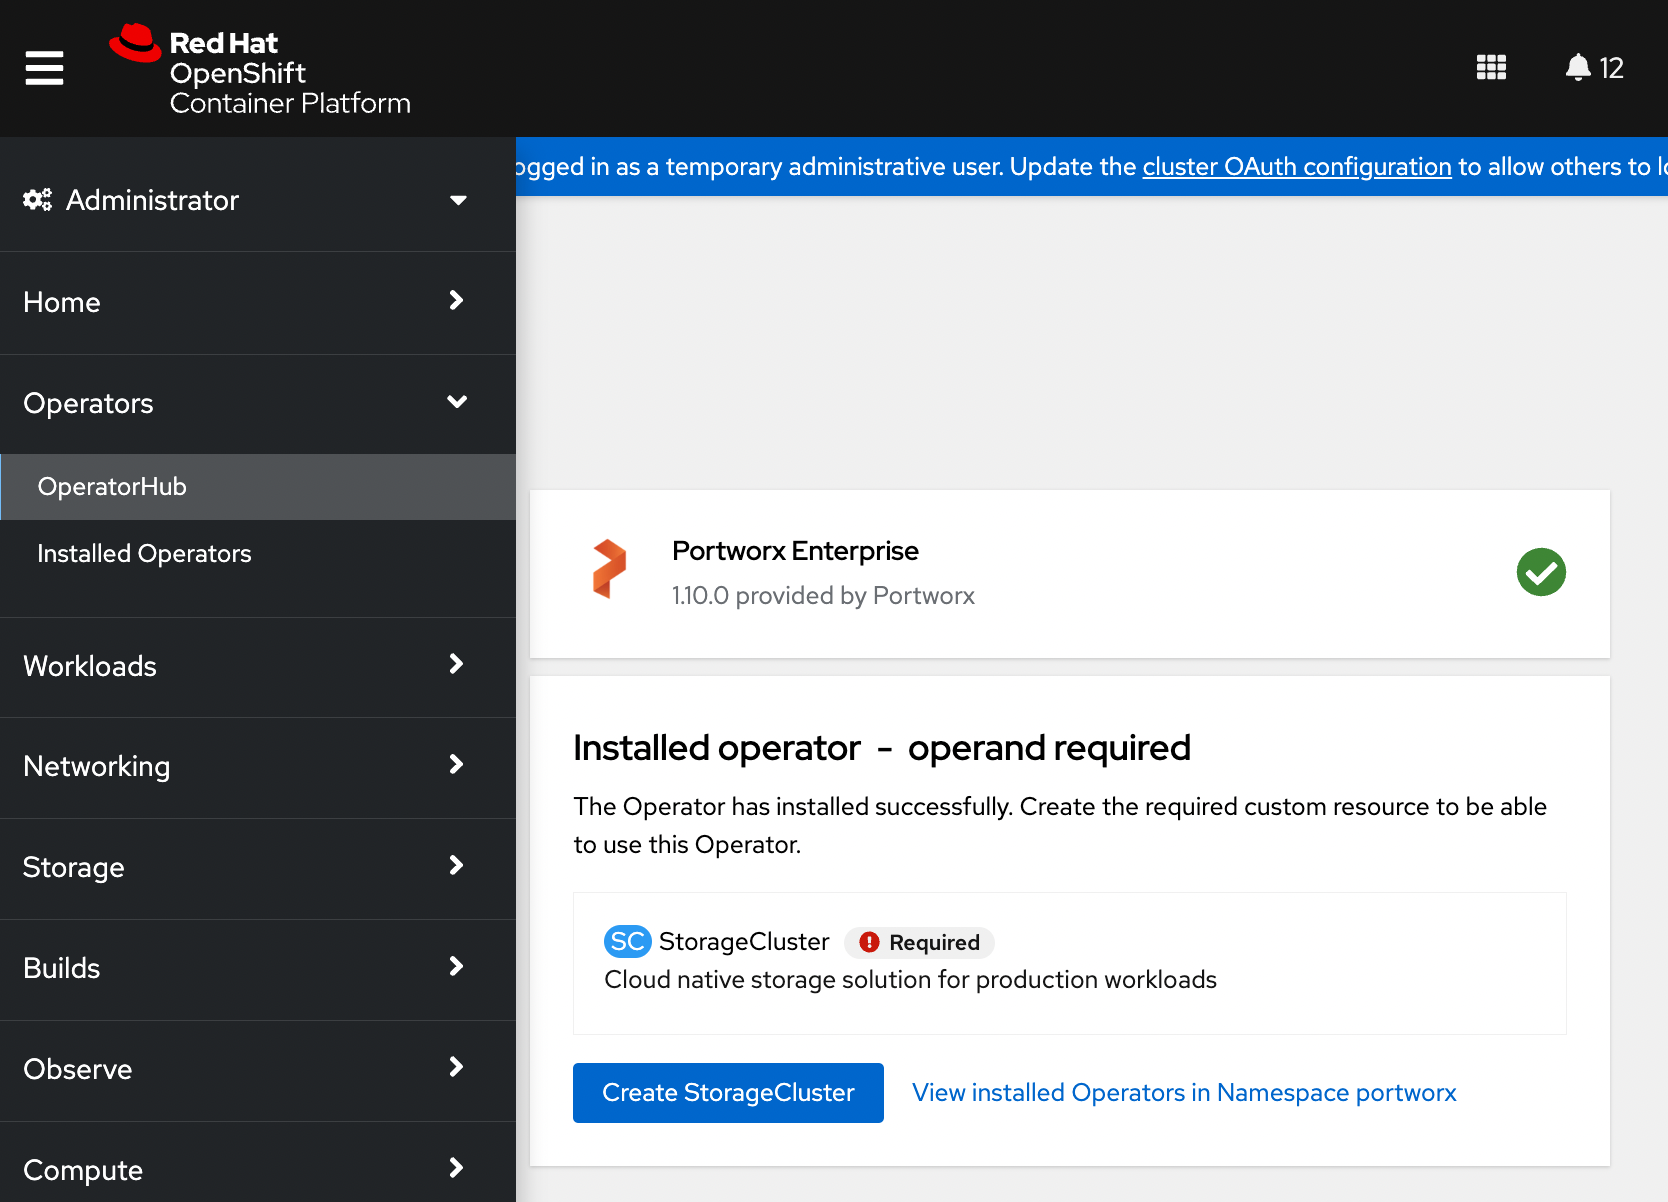 Red Hat
OpenShift
Container Platform
12
ogged in as a temporary administrative user. Update the cluster OAuth configuration to allow others to lo
Administrator
Home
Operators
OperatorHub
Installed Operators
Workloads
Networking
Storage
Builds
Observe
Compute
Portworx Enterprise
1.10.0 provided by Portworx
Installed operator - operand required
The Operator has installed successfully. Create the required custom resource to be able
to use this Operator.
SC StorageCluster Required
Cloud native storage solution for production workloads
Create StorageCluster View installed Operators in Namespace portworx